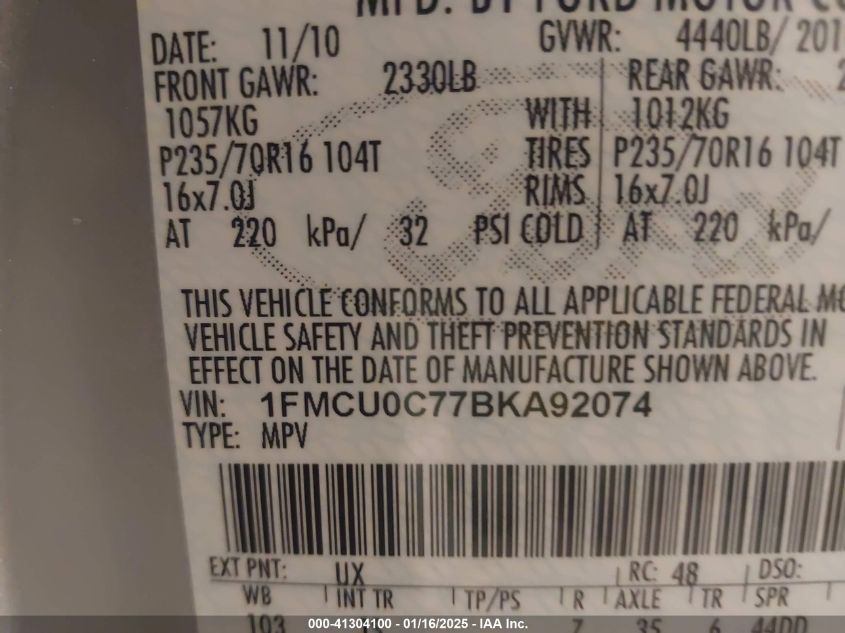 MFD. BY FORD MOTOR CO
DATE: 11/10 GVWR: 4440LB/ 201
FRONT GAWR: 2330LB REAR GAWR: 2
1057KG WITH 1012KG
P235/70R16 104T TIRES P235/70R16 104T
16x7.0J RIMS 16x7.0J
AT 220 kPa/ 32 PSI COLD AT 220 kPa/
THIS VEHICLE CONFORMS TO ALL APPLICABLE FEDERAL MO
VEHICLE SAFETY AND THEFT PREVENTION STANDARDS IN
EFFECT ON THE DATE OF MANUFACTURE SHOWN ABOVE.
VIN: 1FMCU0C77BKA92074
TYPE: MPV
EXT PNT: UX RC: 48 DSO:
WB INT TR TP/PS R AXLE TR SPR
103 7 35 6 44DD
000-41304100 - 01/16/2025 - IAA Inc.